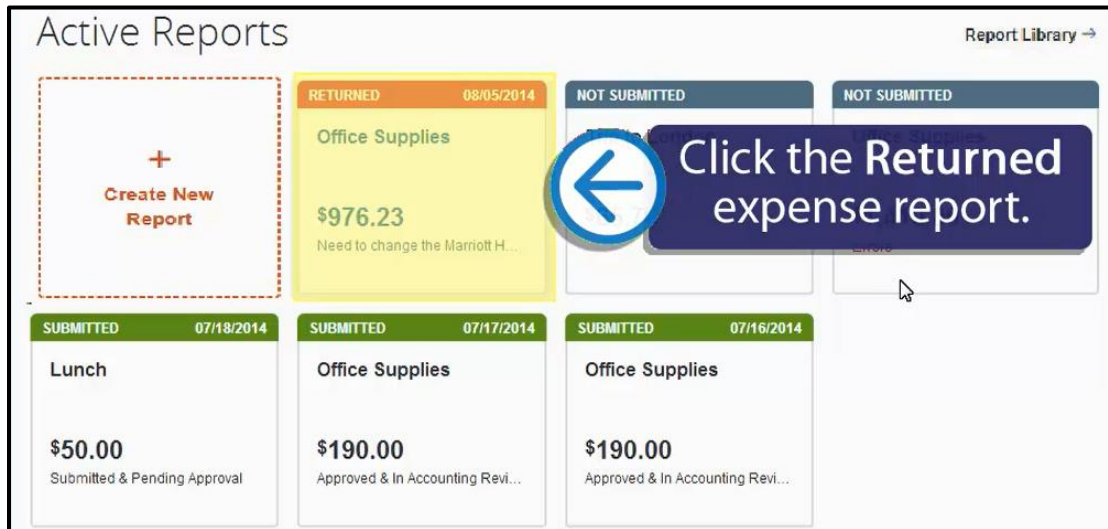 Active Reports
Report Library →
RETURNED 08/05/2014
Office Supplies
$976.23
Need to change the Marriott H...
NOT SUBMITTED
NOT SUBMITTED
Office Supplies
Click the Returned
expense report.
Errors
+
Create New
Report
SUBMITTED 07/18/2014
Lunch
$50.00
Submitted & Pending Approval
SUBMITTED 07/17/2014
Office Supplies
$190.00
Approved & In Accounting Revi...
SUBMITTED 07/16/2014
Office Supplies
$190.00
Approved & In Accounting Revi...